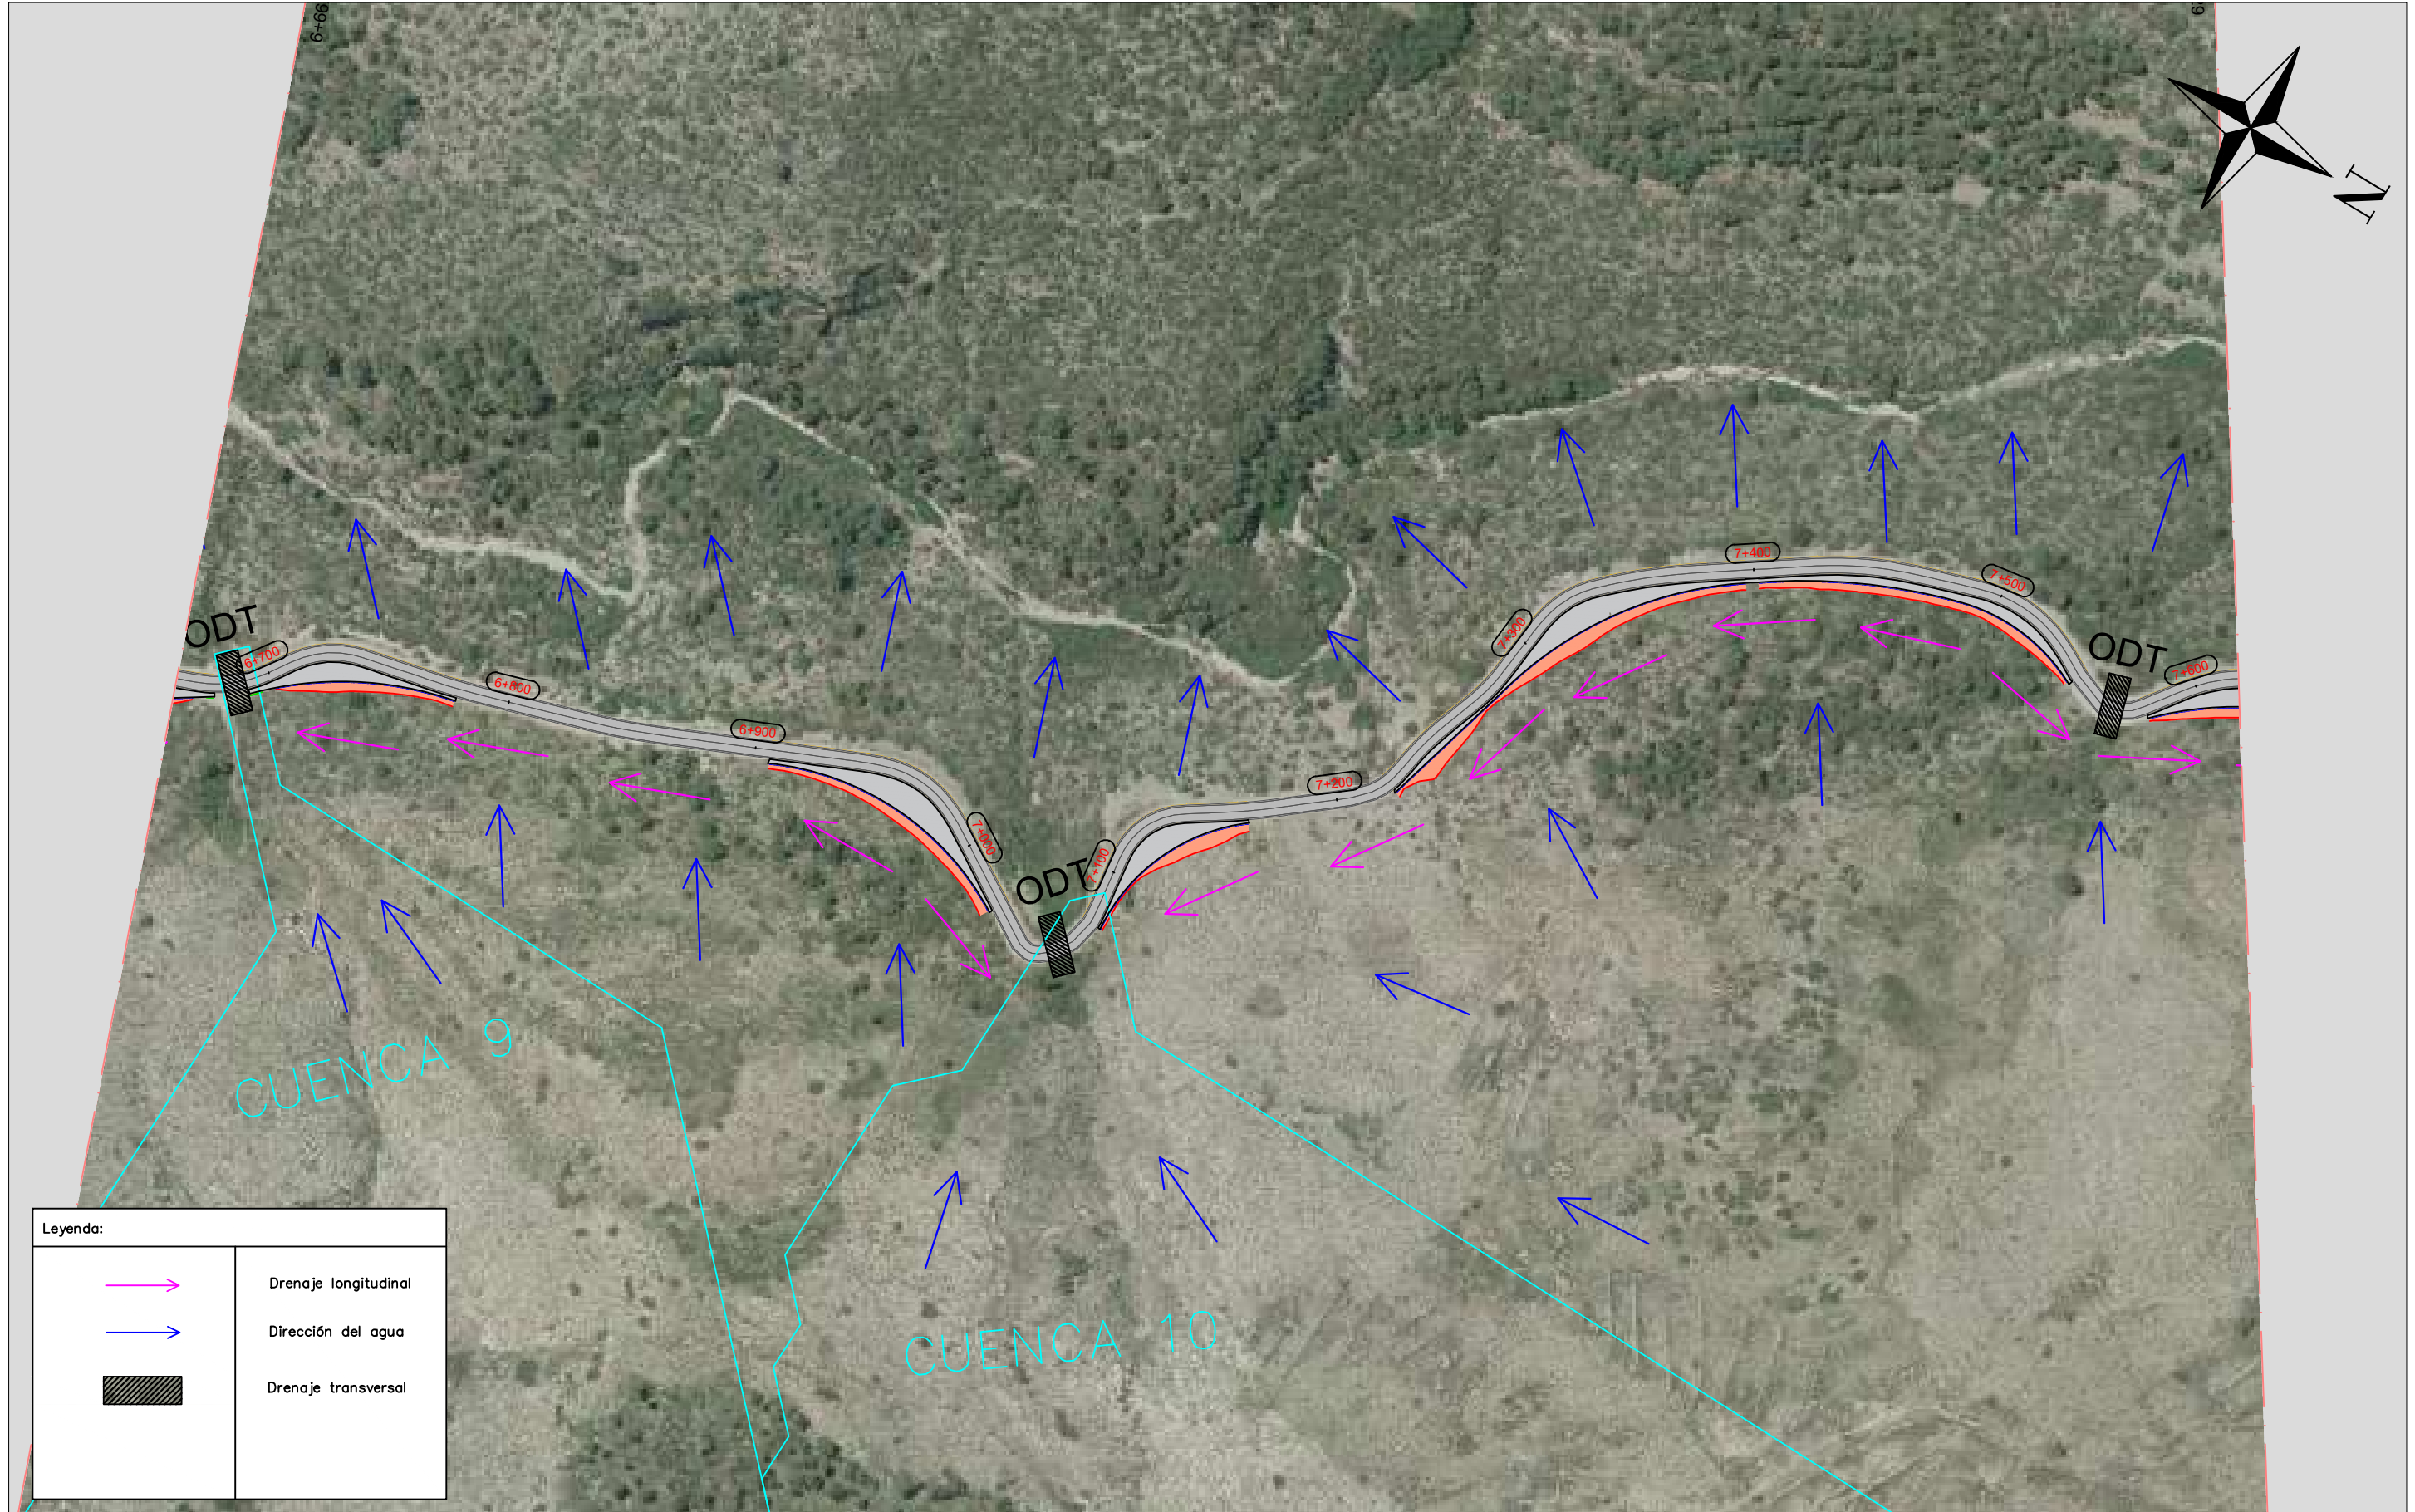 6+69
ODT
6+700
6+800
6+900
7+000
ODT
7+100
7+200
7+300
7+400
7+500
ODT
7+600
N
CUENCA 9
CUENCA 10
Leyenda:
Drenaje longitudinal
Dirección del agua
Drenaje transversal